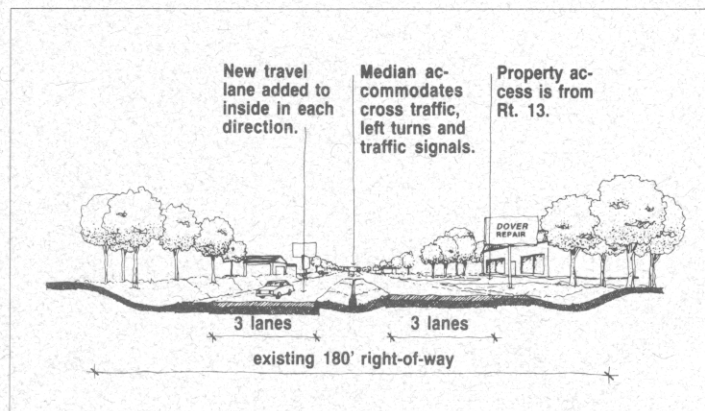 New travel
lane added to
inside in each
direction.
Median ac-
commodates
cross traffic,
left turns and
traffic signals.
Property ac-
cess is from
Rt. 13.
DOVER
REPAIR
3 lanes
3 lanes
existing 180' right-of-way